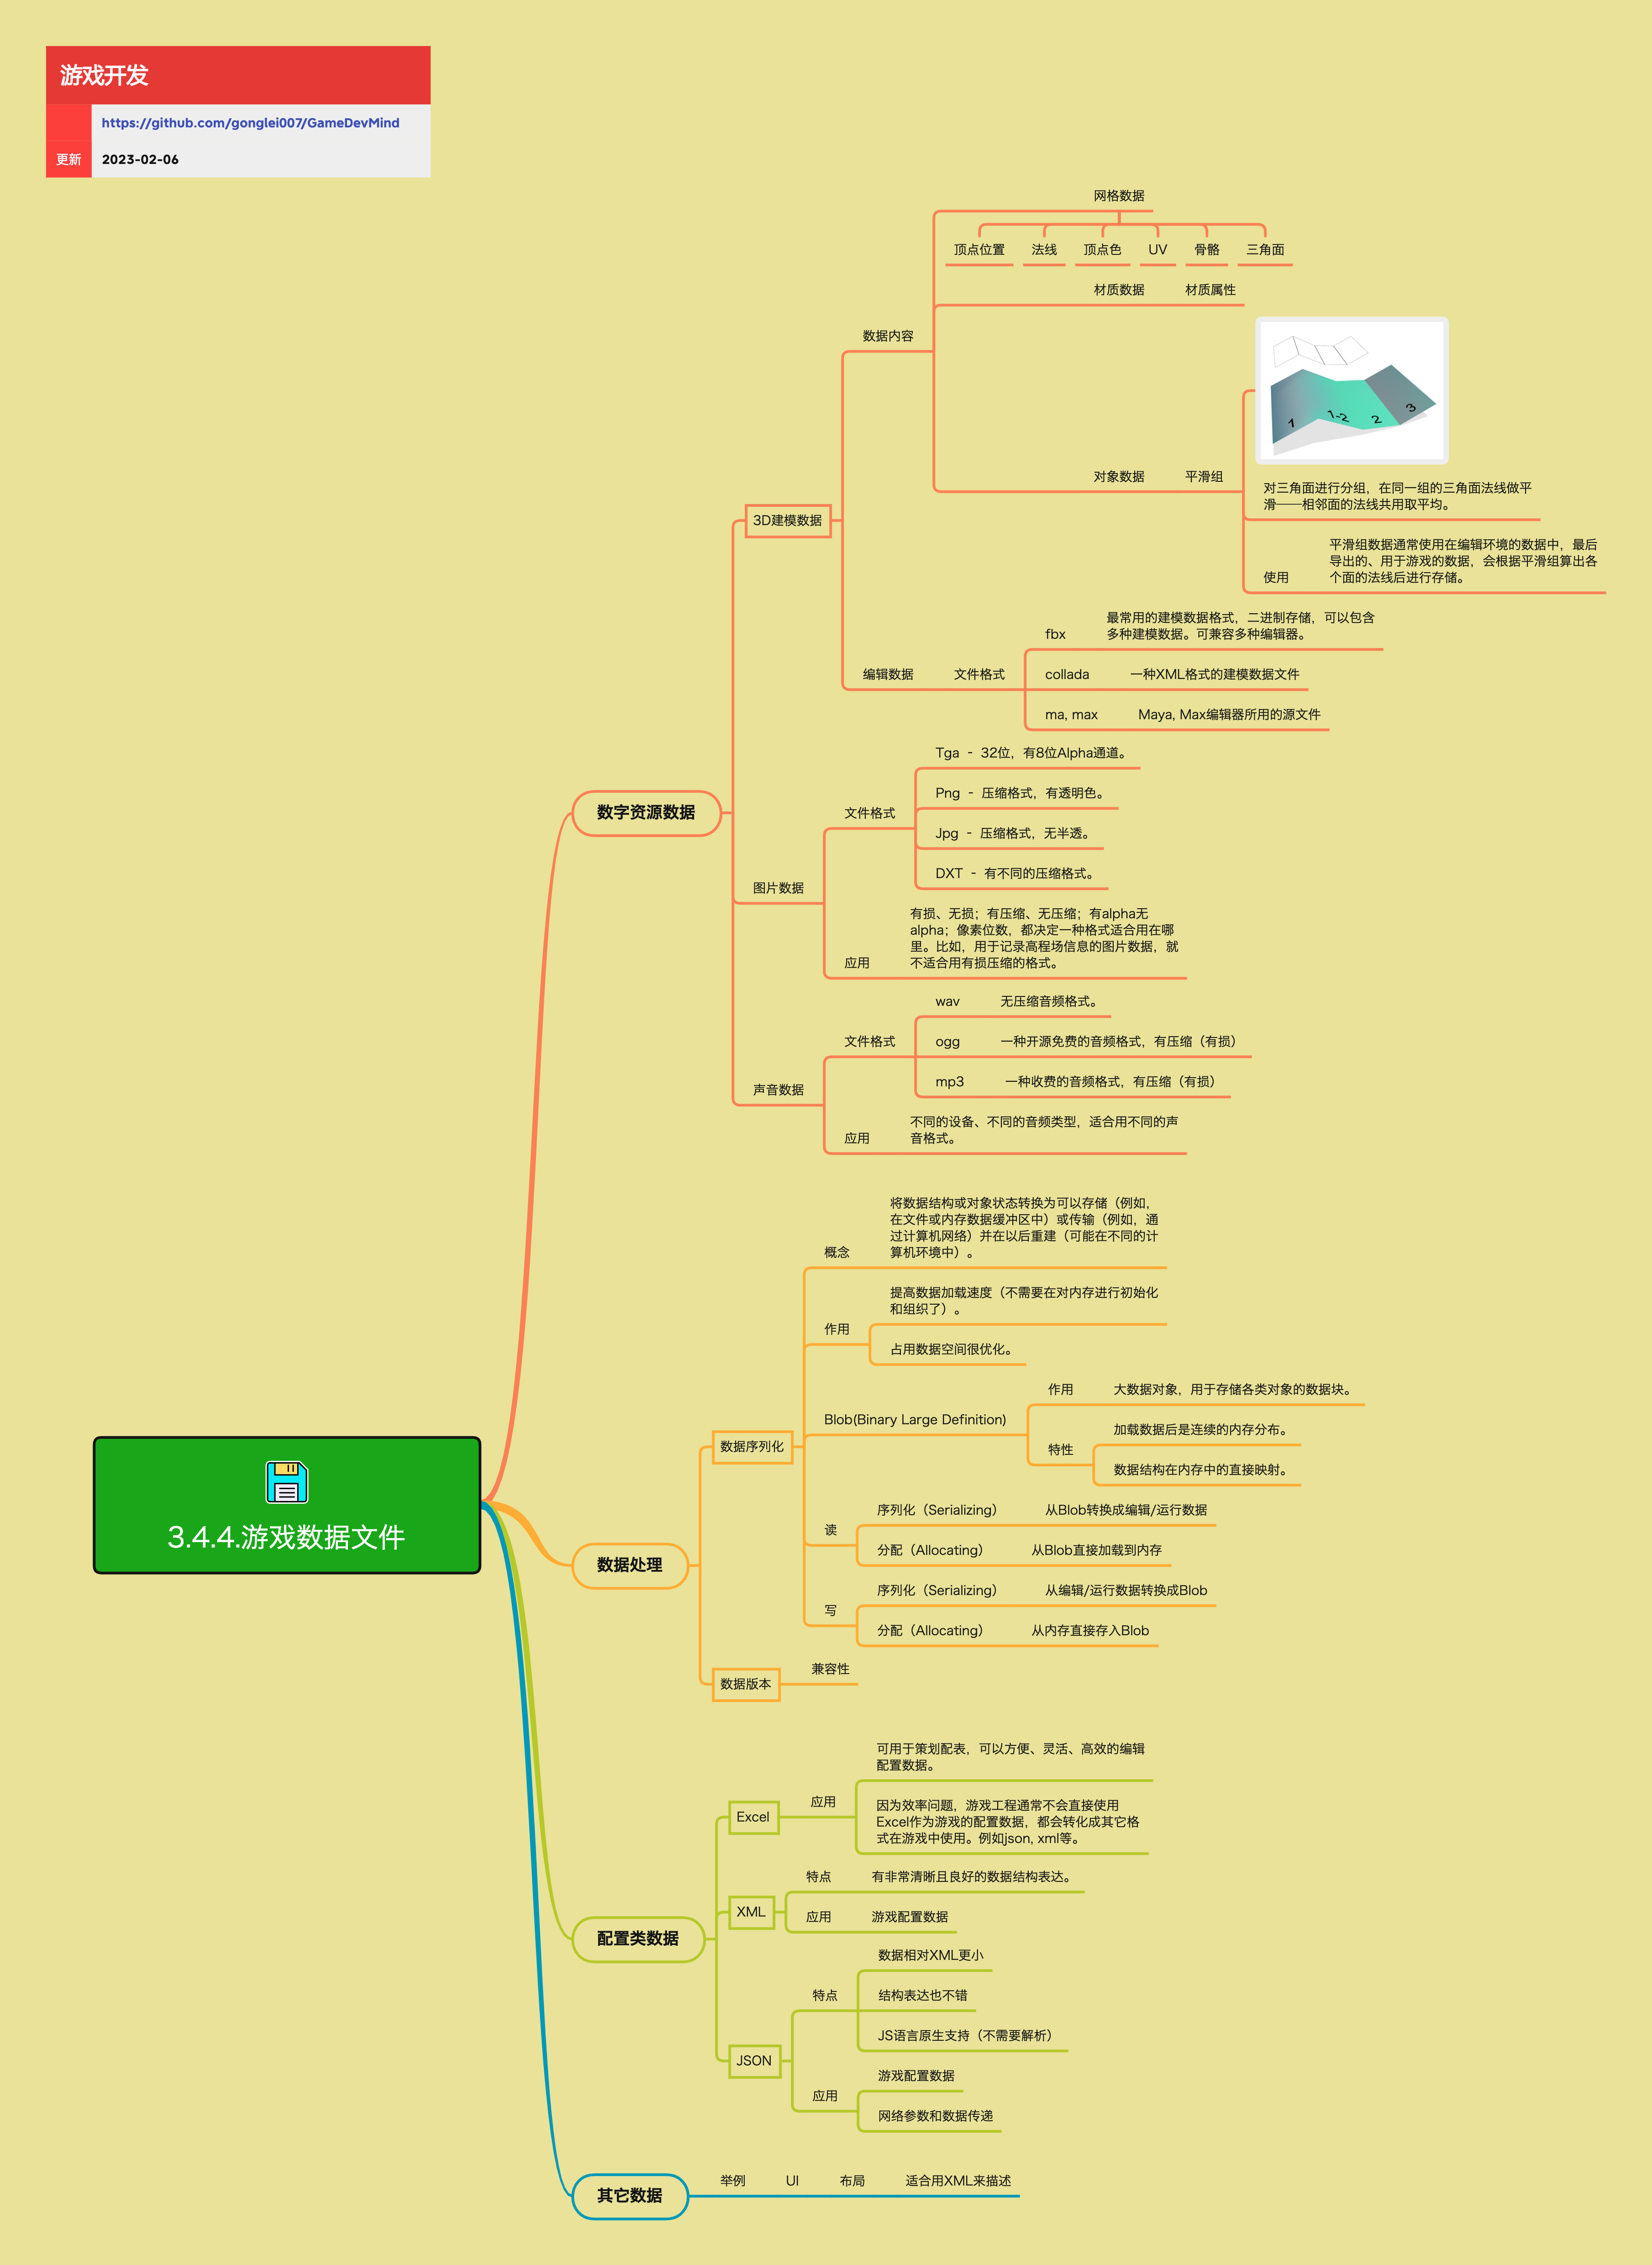 游戏开发
https://github.com/gonglei007/GameDevMind
更新
2023-02-06
3.4.4.游戏数据文件
数字资源数据
3D建模数据
数据内容
网格数据
顶点位置
法线
顶点色
UV
骨骼
三角面
材质数据
材质属性
对象数据
平滑组
1
1-2
2
3
对三角面进行分组，在同一组的三角面法线做平
滑——相邻面的法线共用取平均。
使用
平滑组数据通常使用在编辑环境的数据中，最后
导出的、用于游戏的数据，会根据平滑组算出各
个面的法线后进行存储。
编辑数据
文件格式
fbx
最常用的建模数据格式，二进制存储，可以包含
多种建模数据。可兼容多种编辑器。
collada
一种XML格式的建模数据文件
ma, max
Maya, Max编辑器所用的源文件
图片数据
文件格式
Tga - 32位，有8位Alpha通道。
Png - 压缩格式，有透明色。
Jpg - 压缩格式，无半透。
DXT - 有不同的压缩格式。
应用
有损、无损；有压缩、无压缩；有alpha无
alpha；像素位数，都决定一种格式适合用在哪
里。比如，用于记录高程场信息的图片数据，就
不适合用有损压缩的格式。
声音数据
文件格式
wav
无压缩音频格式。
ogg
一种开源免费的音频格式，有压缩（有损）
mp3
一种收费的音频格式，有压缩（有损）
应用
不同的设备、不同的音频类型，适合用不同的声
音格式。
数据处理
数据序列化
概念
将数据结构或对象状态转换为可以存储（例如，
在文件或内存数据缓冲区中）或传输（例如，通
过计算机网络）并在以后重建（可能在不同的计
算机环境中）。
作用
提高数据加载速度（不需要在对内存进行初始化
和组织了）。
占用数据空间很优化。
Blob(Binary Large Definition)
作用
大数据对象，用于存储各类对象的数据块。
特性
加载数据后是连续的内存分布。
数据结构在内存中的直接映射。
读
序列化（Serializing）
从Blob转换成编辑/运行数据
分配（Allocating）
从Blob直接加载到内存
写
序列化（Serializing）
从编辑/运行数据转换成Blob
分配（Allocating）
从内存直接存入Blob
数据版本
兼容性
配置类数据
Excel
应用
可用于策划配表，可以方便、灵活、高效的编辑
配置数据。
因为效率问题，游戏工程通常不会直接使用
Excel作为游戏的配置数据，都会转化成其它格
式在游戏中使用。例如json, xml等。
XML
特点
有非常清晰且良好的数据结构表达。
应用
游戏配置数据
JSON
特点
数据相对XML更小
结构表达也不错
JS语言原生支持（不需要解析）
应用
游戏配置数据
网络参数和数据传递
其它数据
举例
UI
布局
适合用XML来描述